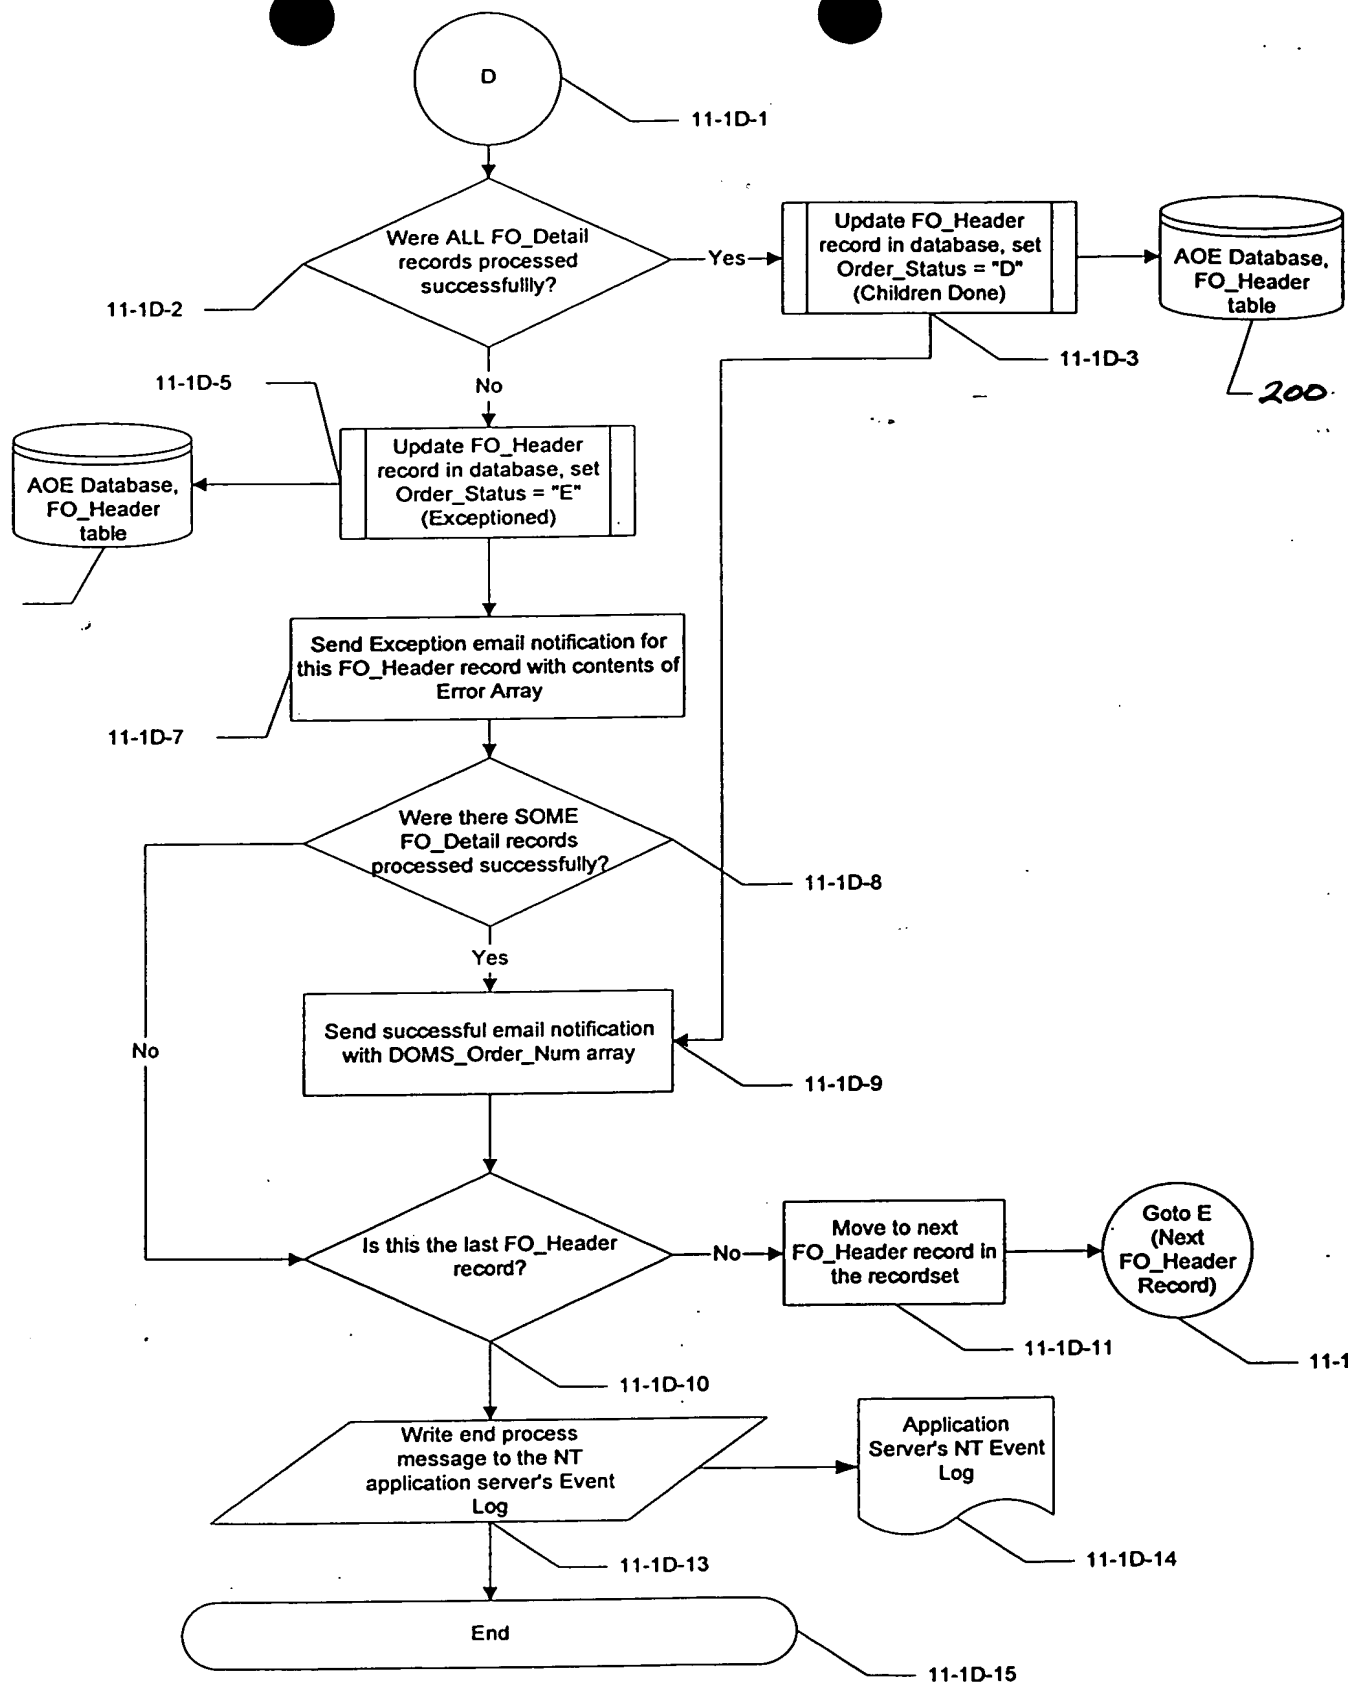 D
11-1D-1
Were ALL FO_Detail
records processed
successfully?
11-1D-2
Yes
Update FO_Header
record in database, set
Order_Status = "D"
(Children Done)
11-1D-3
AOE Database,
FO_Header
table
200
No
11-1D-5
Update FO_Header
record in database, set
Order_Status = "E"
(Exceptioned)
AOE Database,
FO_Header
table
Send Exception email notification for
this FO_Header record with contents of
Error Array
11-1D-7
Were there SOME
FO_Detail records
processed successfully?
11-1D-8
Yes
No
Send successful email notification
with DOMS_Order_Num array
11-1D-9
Is this the last FO_Header
record?
11-1D-10
No
Move to next
FO_Header record in
the recordset
11-1D-11
Goto E
(Next
FO_Header
Record)
11-1
Write end process
message to the NT
application server's Event
Log
11-1D-13
Application
Server's NT Event
Log
11-1D-14
End
11-1D-15